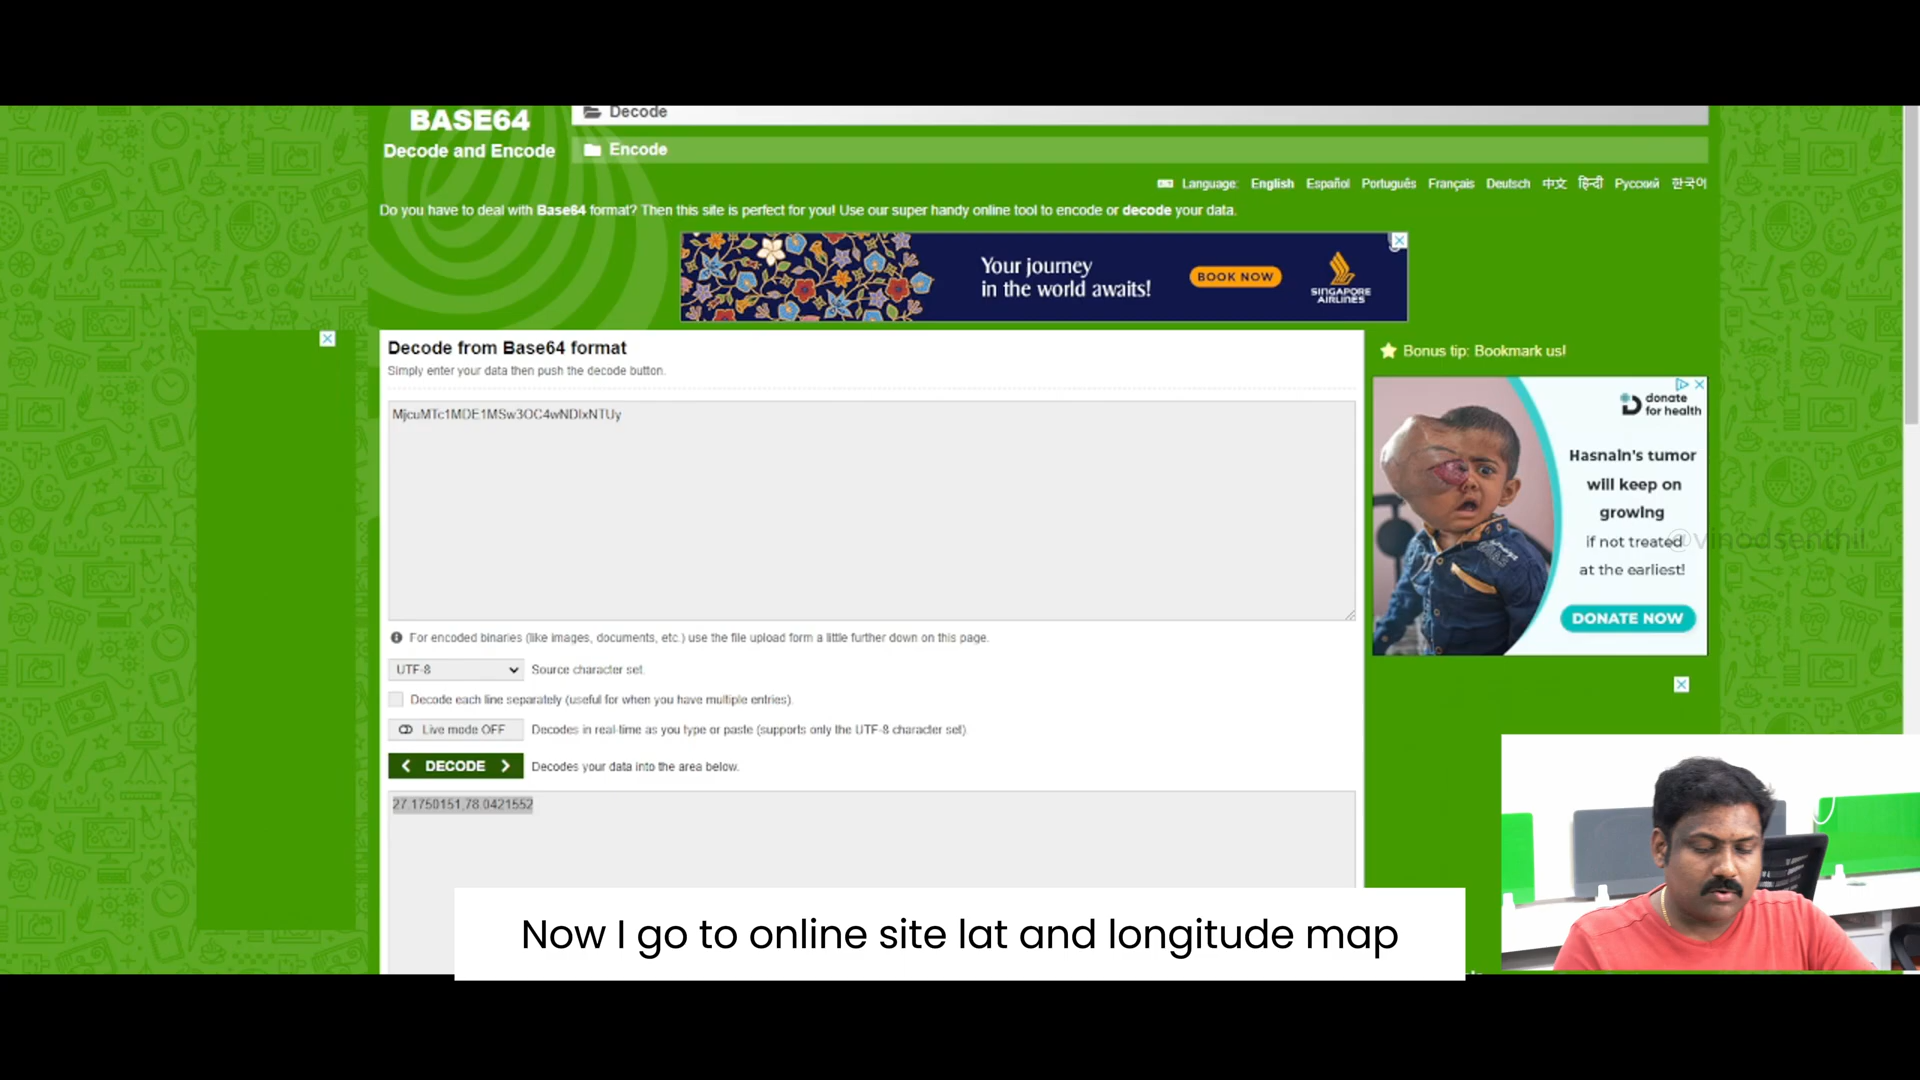 BASE64
Decode and Encode
Decode
Encode
Language: English Español Português Français Deutsch 中文 हिन्दी Русский 한국어
Do you have to deal with Base64 format? Then this site is perfect for you! Use our super handy online tool to encode or decode your data.
Your journey
in the world awaits!
BOOK NOW
SINGAPORE
AIRLINES
Decode from Base64 format
Simply enter your data then push the decode button.
MjcuMTc1MDE1MSw3OC4wNDIxNTUy
For encoded binaries (like images, documents, etc.) use the file upload form a little further down on this page.
UTF-8 Source character set.
Decode each line separately (useful for when you have multiple entries).
Live mode OFF Decodes in real-time as you type or paste (supports only the UTF-8 character set).
< DECODE > Decodes your data into the area below.
27.1750151,78.0421552
Bonus tip: Bookmark us!
donate
for health
Hasnain's tumor
will keep on
growing
if not treated
at the earliest!
DONATE NOW
@vinodsenthil
Now I go to online site lat and longitude map